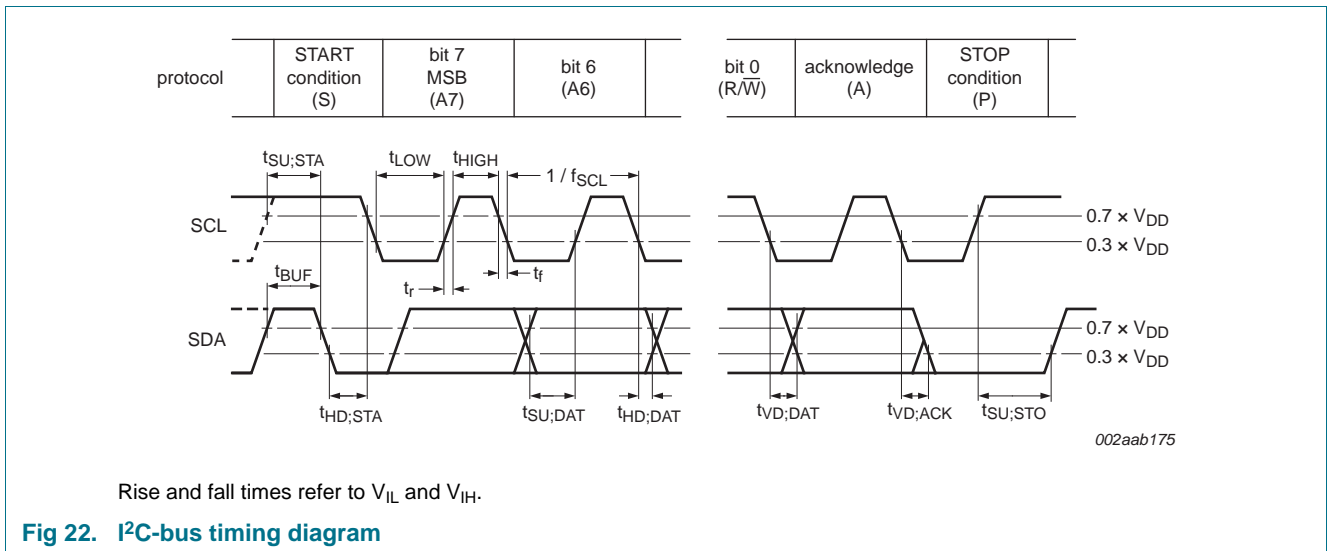 protocol
START
condition
(S)
bit 7
MSB
(A7)
bit 6
(A6)
bit 0
(R/W̅)
acknowledge
(A)
STOP
condition
(P)
tSU;STA
tLOW
tHIGH
1 / fSCL
SCL
0.7 × VDD
0.3 × VDD
tBUF
tr
tf
SDA
0.7 × VDD
0.3 × VDD
tHD;STA
tSU;DAT
tHD;DAT
tVD;DAT
tVD;ACK
tSU;STO
002aab175
Rise and fall times refer to VIL and VIH.
Fig 22. I²C-bus timing diagram